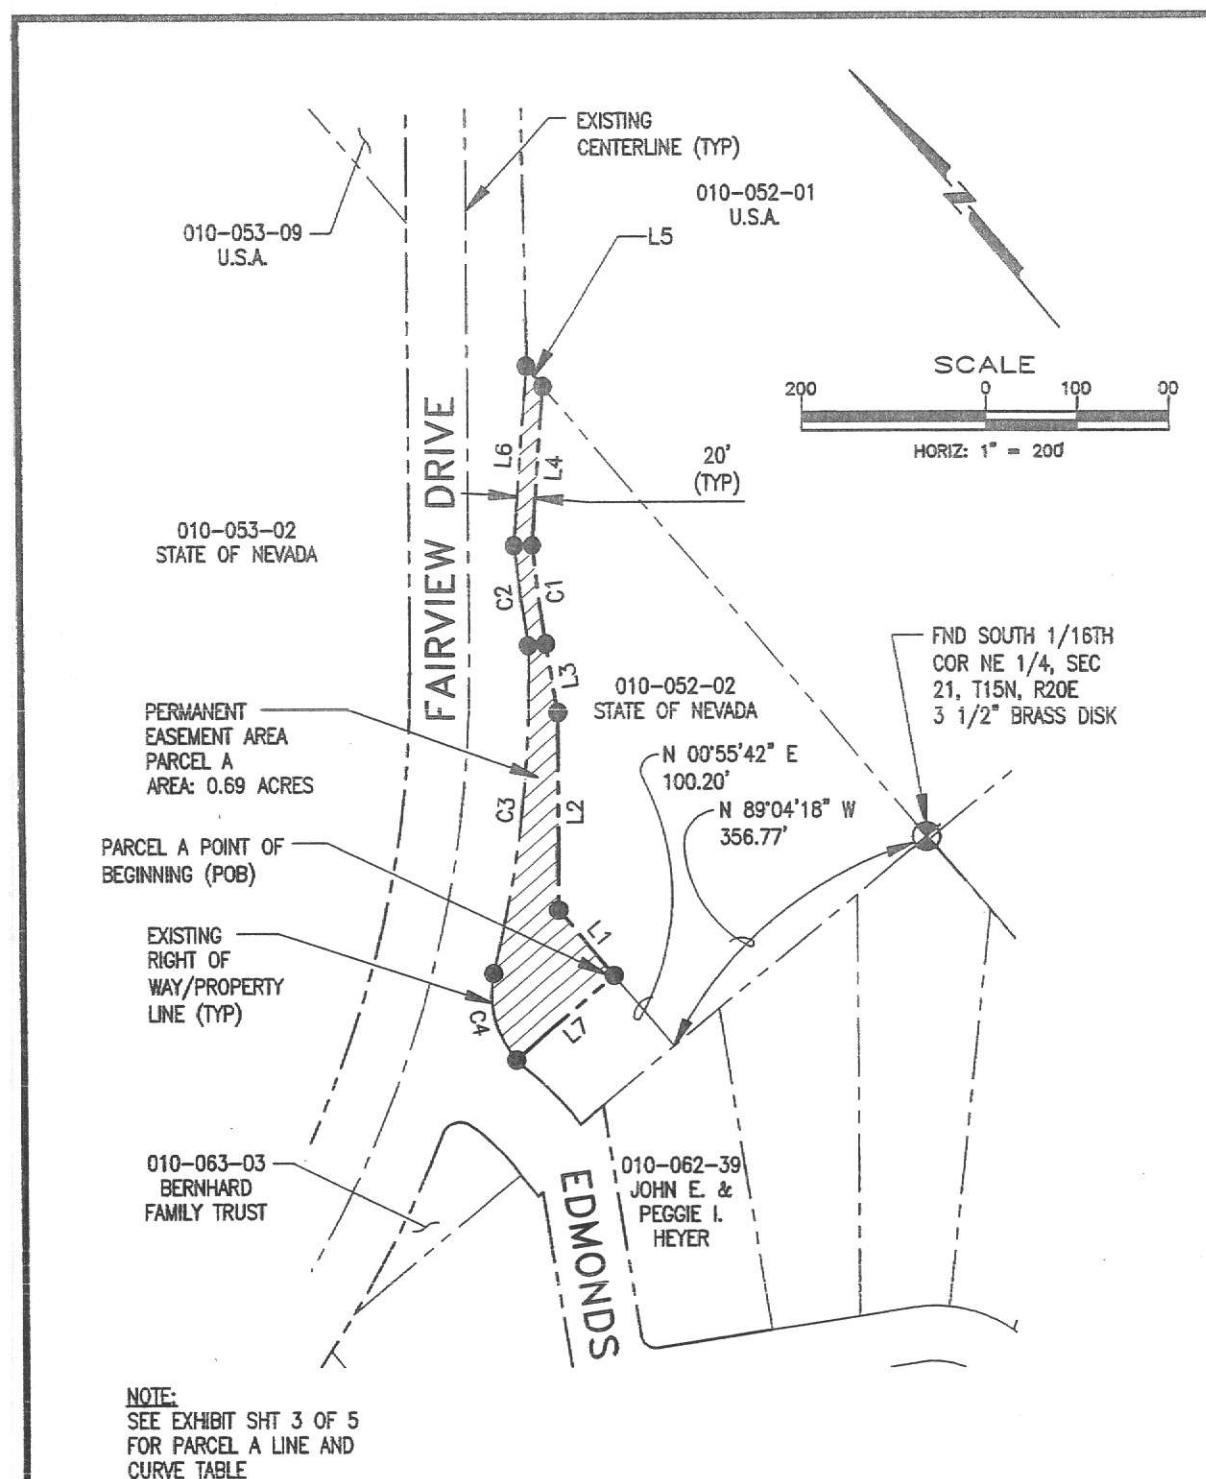 EXISTING
CENTERLINE (TYP)
010-052-01
U.S.A.
010-053-09
U.S.A.
L5
SCALE
200 0 100 00
HORIZ: 1" = 200'
L6
L4
20'
(TYP)
FAIRVIEW DRIVE
010-053-02
STATE OF NEVADA
C2
C1
FND SOUTH 1/16TH
COR NE 1/4, SEC
21, T15N, R20E
3 1/2" BRASS DISK
L3
010-052-02
STATE OF NEVADA
PERMANENT
EASEMENT AREA
PARCEL A
AREA: 0.69 ACRES
N 00°55'42" E
100.20'
N 89°04'18" W
356.77'
C3
L2
PARCEL A POINT OF
BEGINNING (POB)
EXISTING
RIGHT OF
WAY/PROPERTY
LINE (TYP)
L1
C4
L7
010-063-03
BERNHARD
FAMILY TRUST
EDMONDS
010-062-39
JOHN E. &
PEGGIE I.
HEYER
NOTE:
SEE EXHIBIT SHT 3 OF 5
FOR PARCEL A LINE AND
CURVE TABLE